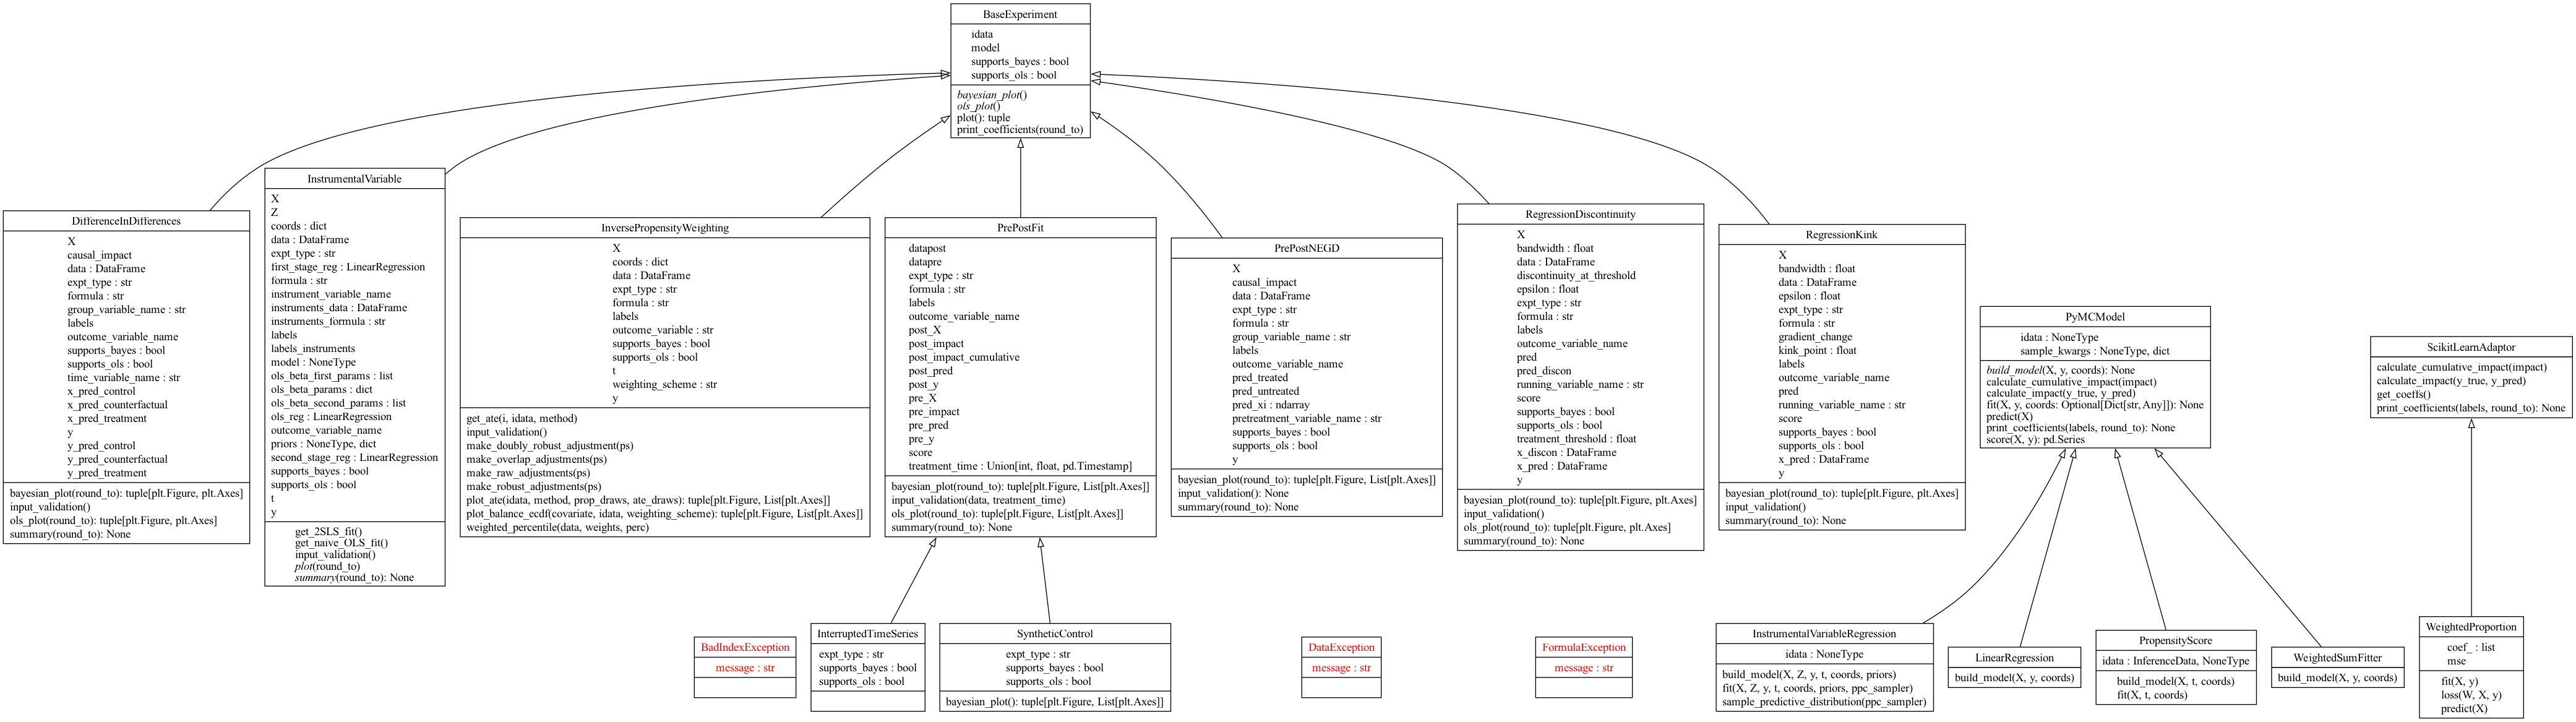 BaseExperiment
idata
model
supports_bayes : bool
supports_ols : bool
bayesian_plot()
ols_plot()
plot(): tuple
print_coefficients(round_to)
DifferenceInDifferences
X
causal_impact
data : DataFrame
expt_type : str
formula : str
group_variable_name : str
labels
outcome_variable_name
supports_bayes : bool
supports_ols : bool
time_variable_name : str
x_pred_control
x_pred_counterfactual
x_pred_treatment
y
y_pred_control
y_pred_counterfactual
y_pred_treatment
bayesian_plot(round_to): tuple[plt.Figure, plt.Axes]
input_validation()
ols_plot(round_to): tuple[plt.Figure, plt.Axes]
summary(round_to): None
InstrumentalVariable
X
Z
coords : dict
data : DataFrame
expt_type : str
first_stage_reg : LinearRegression
formula : str
instrument_variable_name
instruments_data : DataFrame
instruments_formula : str
labels
labels_instruments
model : NoneType
ols_beta_first_params : list
ols_beta_params : dict
ols_beta_second_params : list
ols_reg : LinearRegression
outcome_variable_name
priors : NoneType, dict
second_stage_reg : LinearRegression
supports_bayes : bool
supports_ols : bool
t
y
get_2SLS_fit()
get_naive_OLS_fit()
input_validation()
plot(round_to)
summary(round_to): None
InversePropensityWeighting
X
coords : dict
data : DataFrame
expt_type : str
formula : str
labels
outcome_variable : str
supports_bayes : bool
supports_ols : bool
t
weighting_scheme : str
y
get_ate(i, idata, method)
input_validation()
make_doubly_robust_adjustment(ps)
make_overlap_adjustments(ps)
make_raw_adjustments(ps)
make_robust_adjustments(ps)
plot_ate(idata, method, prop_draws, ate_draws): tuple[plt.Figure, List[plt.Axes]]
plot_balance_ecdf(covariate, idata, weighting_scheme): tuple[plt.Figure, List[plt.Axes]]
weighted_percentile(data, weights, perc)
PrePostFit
datapost
datapre
expt_type : str
formula : str
labels
outcome_variable_name
post_X
post_impact
post_impact_cumulative
post_pred
post_y
pre_X
pre_impact
pre_pred
pre_y
score
treatment_time : Union[int, float, pd.Timestamp]
bayesian_plot(round_to): tuple[plt.Figure, List[plt.Axes]]
input_validation(data, treatment_time)
ols_plot(round_to): tuple[plt.Figure, List[plt.Axes]]
summary(round_to): None
PrePostNEGD
X
causal_impact
data : DataFrame
expt_type : str
formula : str
group_variable_name : str
labels
outcome_variable_name
pred_treated
pred_untreated
pred_xi : ndarray
pretreatment_variable_name : str
supports_bayes : bool
supports_ols : bool
y
bayesian_plot(round_to): tuple[plt.Figure, List[plt.Axes]]
input_validation(): None
summary(round_to): None
RegressionDiscontinuity
X
bandwidth : float
data : DataFrame
discontinuity_at_threshold
epsilon : float
expt_type : str
formula : str
labels
outcome_variable_name
pred
pred_discon
running_variable_name : str
score
supports_bayes : bool
supports_ols : bool
treatment_threshold : float
x_discon : DataFrame
x_pred : DataFrame
y
bayesian_plot(round_to): tuple[plt.Figure, plt.Axes]
input_validation()
ols_plot(round_to): tuple[plt.Figure, plt.Axes]
summary(round_to): None
RegressionKink
X
bandwidth : float
data : DataFrame
epsilon : float
expt_type : str
formula : str
gradient_change
kink_point : float
labels
outcome_variable_name
pred
running_variable_name : str
score
supports_bayes : bool
supports_ols : bool
x_pred : DataFrame
y
bayesian_plot(round_to): tuple[plt.Figure, plt.Axes]
input_validation()
summary(round_to): None
PyMCModel
idata : NoneType
sample_kwargs : NoneType, dict
build_model(X, y, coords): None
calculate_cumulative_impact(impact)
calculate_impact(y_true, y_pred)
fit(X, y, coords: Optional[Dict[str, Any]]): None
predict(X)
print_coefficients(labels, round_to): None
score(X, y): pd.Series
ScikitLearnAdaptor
calculate_cumulative_impact(impact)
calculate_impact(y_true, y_pred)
get_coeffs()
print_coefficients(labels, round_to): None
BadIndexException
message : str
InterruptedTimeSeries
expt_type : str
supports_bayes : bool
supports_ols : bool
SyntheticControl
expt_type : str
supports_bayes : bool
supports_ols : bool
bayesian_plot(): tuple[plt.Figure, List[plt.Axes]]
DataException
message : str
FormulaException
message : str
InstrumentalVariableRegression
idata : NoneType
build_model(X, Z, y, t, coords, priors)
fit(X, Z, y, t, coords, priors, ppc_sampler)
sample_predictive_distribution(ppc_sampler)
LinearRegression
build_model(X, y, coords)
PropensityScore
idata : InferenceData, NoneType
build_model(X, t, coords)
fit(X, t, coords)
WeightedSumFitter
build_model(X, y, coords)
WeightedProportion
coef_ : list
mse
fit(X, y)
loss(W, X, y)
predict(X)